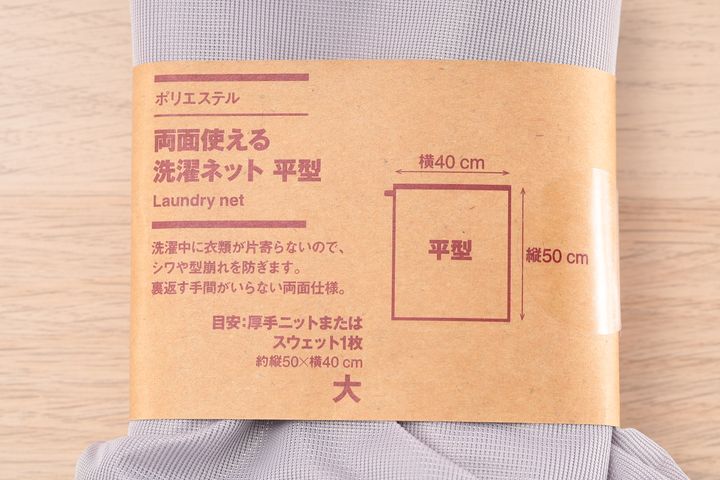 ポリエステル
両面使える
洗濯ネット 平型
Laundry net
洗濯中に衣類が片寄らないので、
シワや型崩れを防ぎます。
裏返す手間がいらない両面仕様。
目安:厚手ニットまたは
スウェット1枚
約縦50×横40 cm
大
横40 cm
平型
縦50 cm